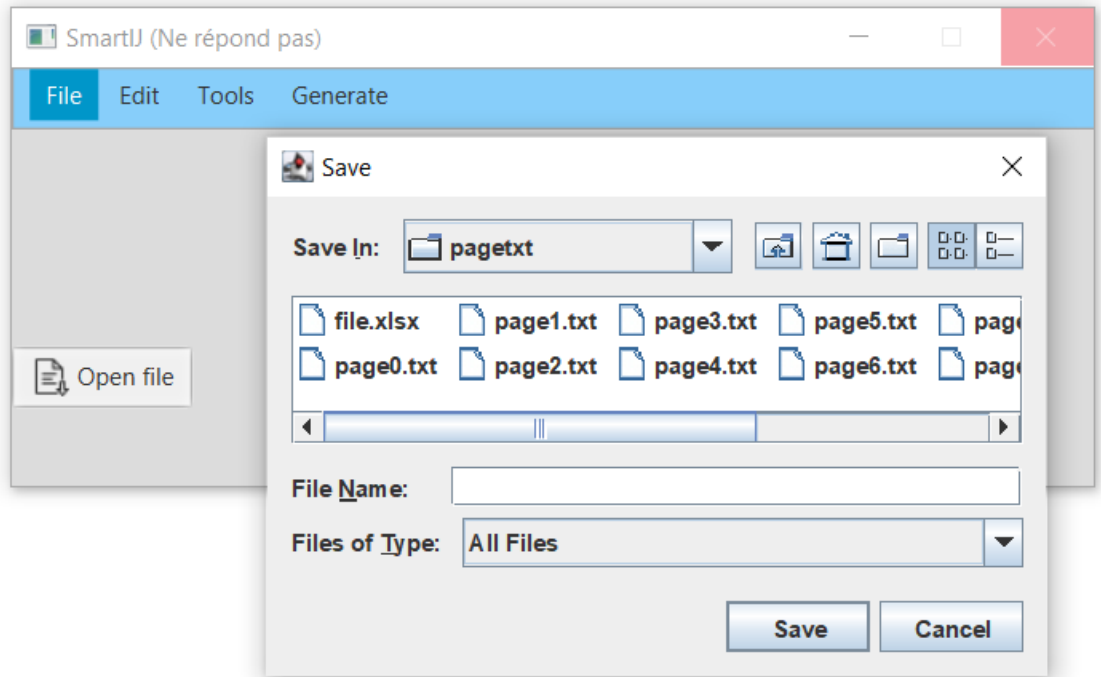 SmartIJ (Ne répond pas)
File Edit Tools Generate
Save
Save In: pagetxt
file.xlsx page1.txt page3.txt page5.txt page
page0.txt page2.txt page4.txt page6.txt page
Open file
File Name:
Files of Type: All Files
Save Cancel